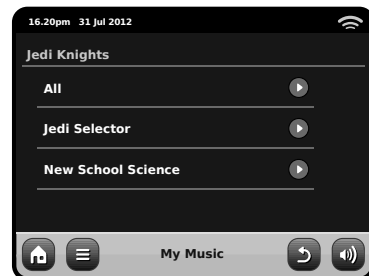 16.20pm 31 Jul 2012
Jedi Knights
All
Jedi Selector
New School Science
My Music